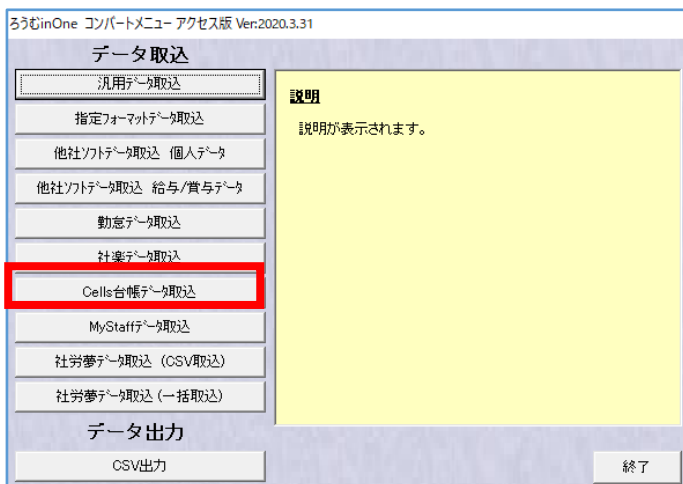 ろうむinOne コンバートメニュー アクセス版 Ver:2020.3.31
データ取込
汎用データ取込
指定フォーマットデータ取込
他社ソフトデータ取込 個人データ
他社ソフトデータ取込 給与/賞与データ
勤怠データ取込
社楽データ取込
Cells台帳データ取込
MyStaffデータ取込
社労夢データ取込 (CSV取込)
社労夢データ取込 (一括取込)
データ出力
CSV出力
説明
説明が表示されます。
終了